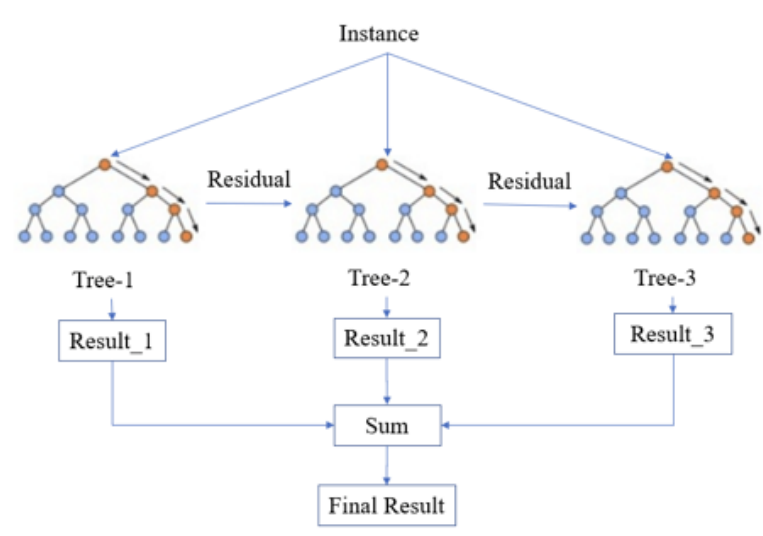 Instance
Residual
Residual
Tree-1
Tree-2
Tree-3
Result_1
Result_2
Result_3
Sum
Final Result